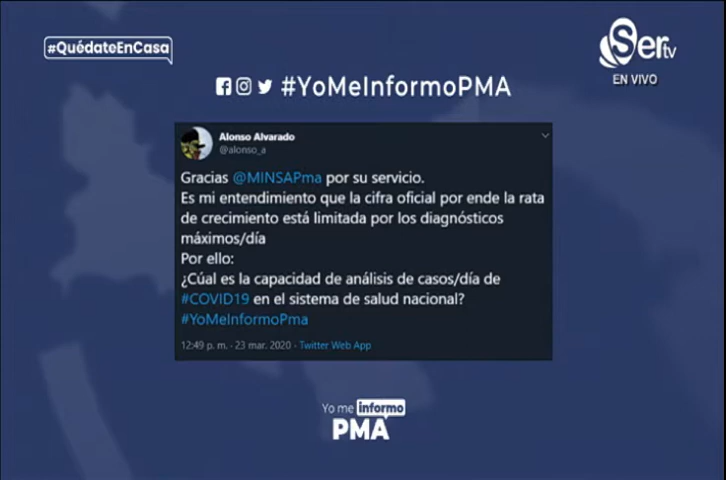 #QuédateEnCasa
SERtv
EN VIVO
#YoMeInformoPMA
Alonso Alvarado
@alonso_a
Gracias @MINSAPma por su servicio.
Es mi entendimiento que la cifra oficial por ende la rata
de crecimiento está limitada por los diagnósticos
máximos/día
Por ello:
¿Cúal es la capacidad de análisis de casos/día de
#COVID19 en el sistema de salud nacional?
#YoMeInformoPma
12:49 p. m. · 23 mar. 2020 · Twitter Web App
Yo me informo
PMA